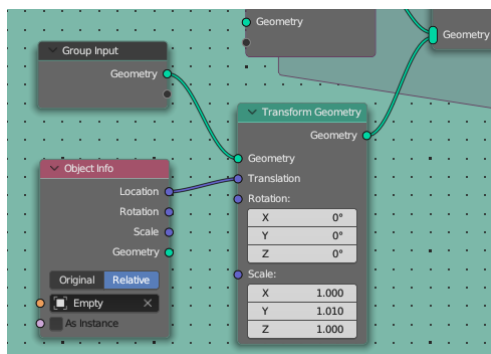 Geometry
Geometry
Group Input
Geometry
Transform Geometry
Geometry
Geometry
Translation
Rotation:
X 0°
Y 0°
Z 0°
Scale:
X 1.000
Y 1.010
Z 1.000
Object Info
Location
Rotation
Scale
Geometry
Original Relative
Empty
As Instance